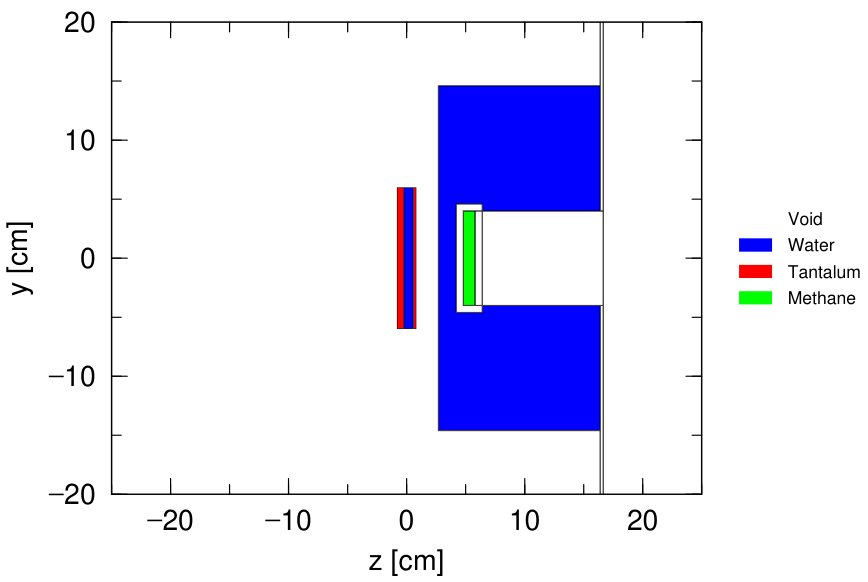 20
10
0
−10
−20
y [cm]
−20 −10 0 10 20
z [cm]
Void
Water
Tantalum
Methane